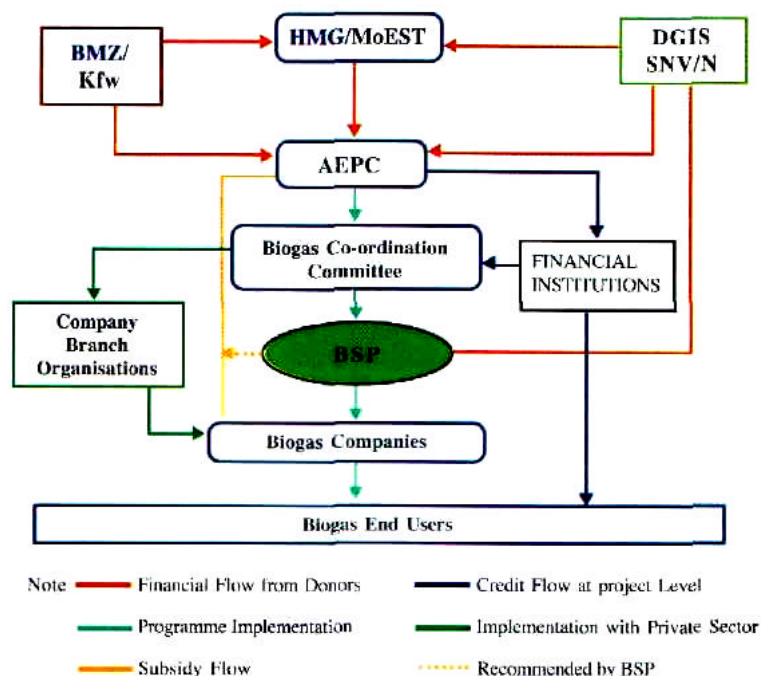 BMZ/
Kfw
HMG/MoEST
DGIS
SNV/N
AEPC
Biogas Co-ordination
Committee
FINANCIAL
INSTITUTIONS
Company
Branch
Organisations
BSP
Biogas Companies
Biogas End Users
Note
Financial Flow from Donors
Credit Flow at project Level
Programme Implementation
Implementation with Private Sector
Subsidy Flow
Recommended by BSP